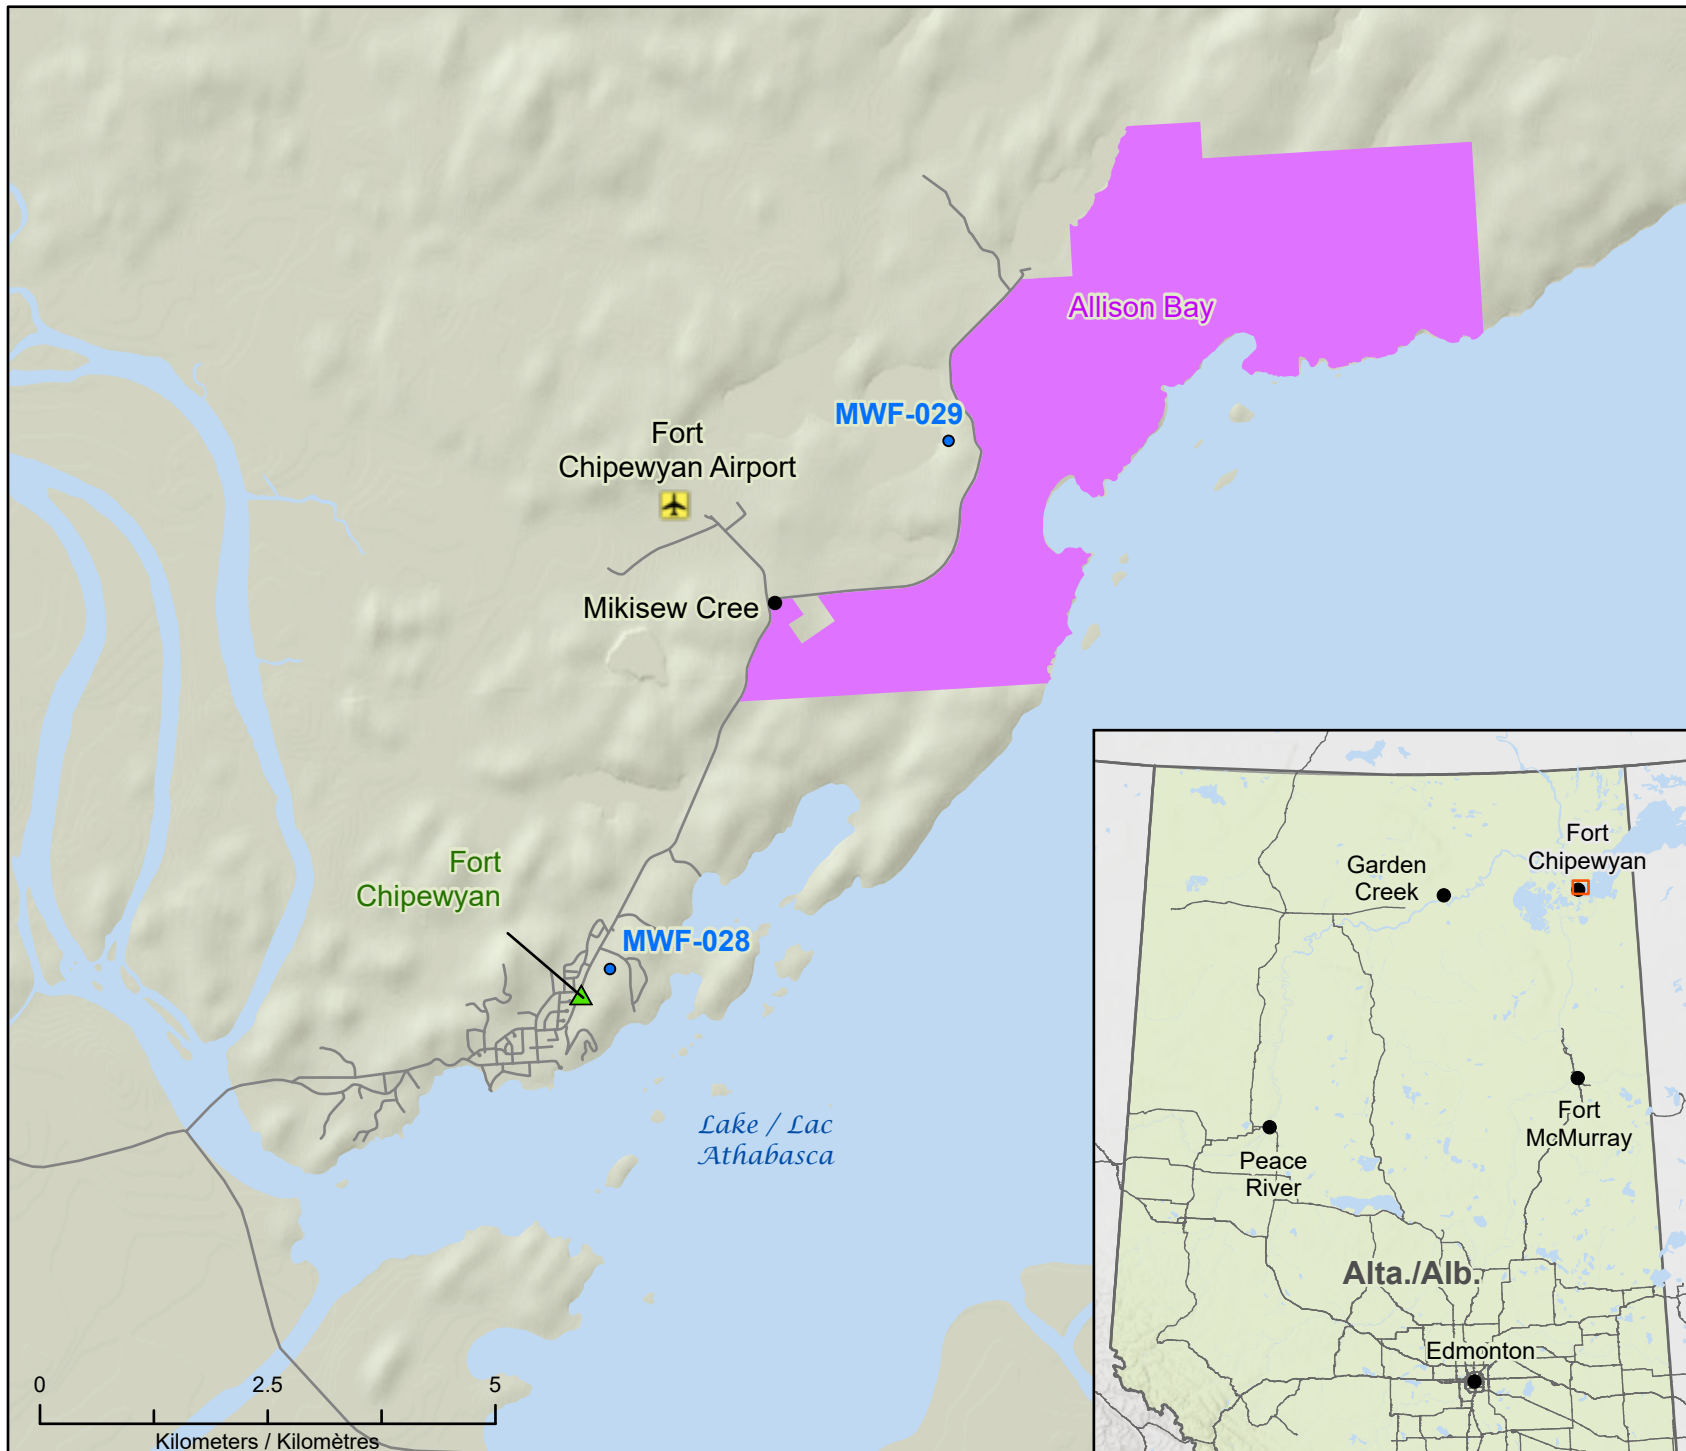 Allison Bay
MWF-029
Fort
Chipewyan Airport
Mikisew Cree
Fort
Chipewyan
MWF-028
Lake / Lac
Athabasca
0
2.5
5
Kilometers / Kilomètres
Fort
Chipewyan
Garden
Creek
Fort
McMurray
Peace
River
Alta./Alb.
Edmonton